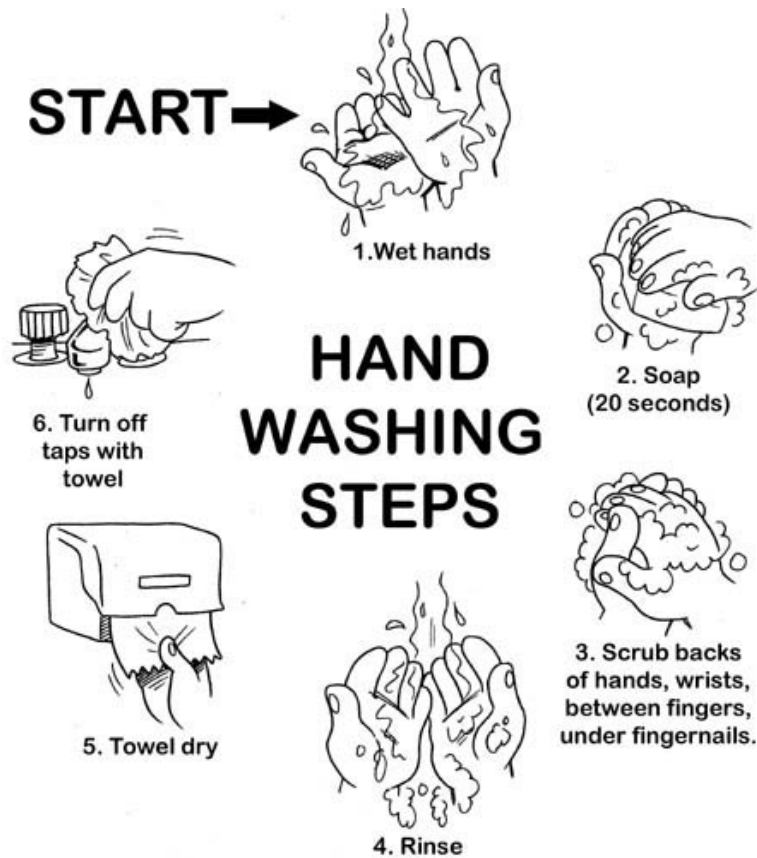 START
1.Wet hands
HAND
WASHING
STEPS
2. Soap
(20 seconds)
3. Scrub backs
of hands, wrists,
between fingers,
under fingernails.
4. Rinse
5. Towel dry
6. Turn off
taps with
towel